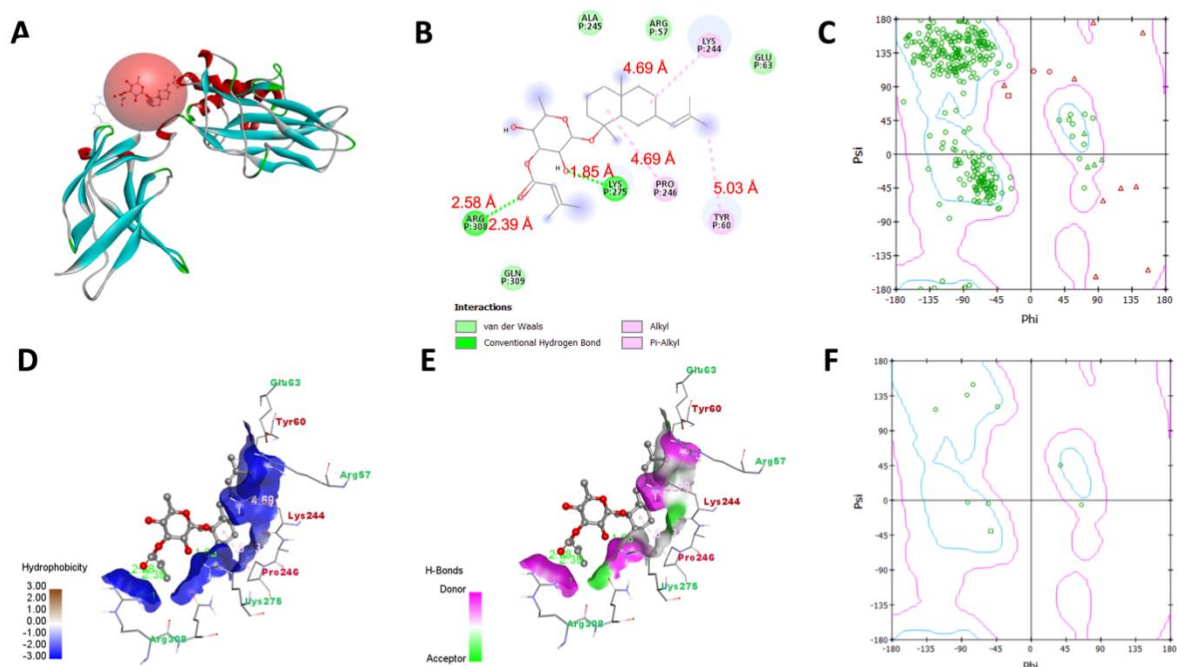 A
B
ALA
P:245
ARG
P:57
LYS
P:244
GLU
P:63
4.69 Å
H
O
O
O
O
H
O
O
1.85 Å
LYS
P:275
4.69 Å
PRO
P:246
5.03 Å
TYR
P:60
2.58 Å
ARG
P:308
2.39 Å
GLN
P:309
Interactions
van der Waals
Conventional Hydrogen Bond
Alkyl
Pi-Alkyl
C
Psi
180
135
90
45
0
-45
-90
-135
-180
-180 -135 -90 -45 0 45 90 135 180
Phi
D
Glu63
Tyr60
Arg57
4.69
Lys244
Pro246
Lys275
Arg308
Hydrophobicity
3.00
2.00
1.00
0.00
-1.00
-2.00
-3.00
E
Glu63
Tyr60
Arg57
Lys244
Pro246
Lys275
Arg308
H-Bonds
Donor
Acceptor
F
Psi
180
135
90
45
0
-45
-90
-135
-180
-180 -135 -90 -45 0 45 90 135 180
Phi